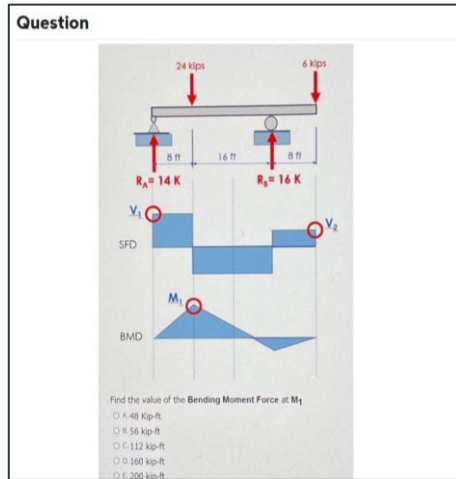 Question
24 kips
6 kips
8 ft
16 ft
8 ft
R_A= 14 K
R_B= 16 K
V₁
V₂
SFD
M₁
BMD
Find the value of the Bending Moment Force at M₁
A. 48 Kip-ft
B. 56 kip-ft
C. 112 kip-ft
D. 160 kip-ft
E. 200 kip-ft